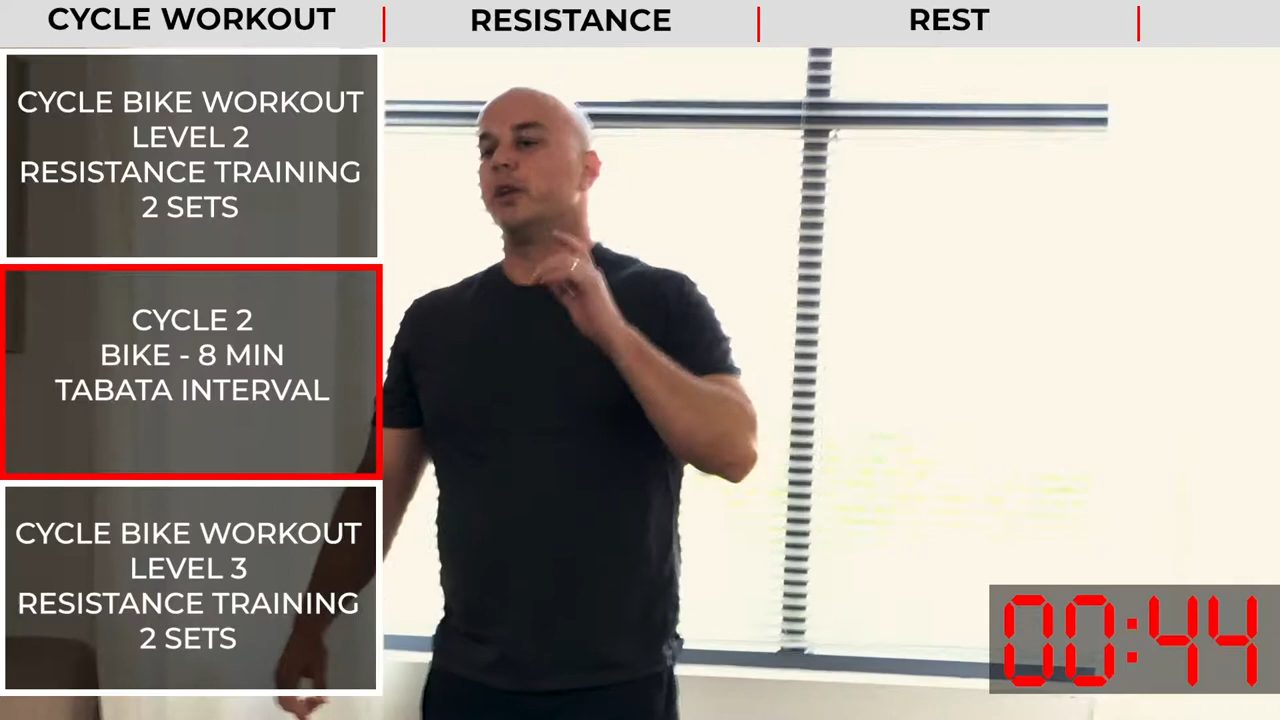 CYCLE WORKOUT
RESISTANCE
REST
CYCLE BIKE WORKOUT
LEVEL 2
RESISTANCE TRAINING
2 SETS
CYCLE 2
BIKE - 8 MIN
TABATA INTERVAL
CYCLE BIKE WORKOUT
LEVEL 3
RESISTANCE TRAINING
2 SETS
00:44